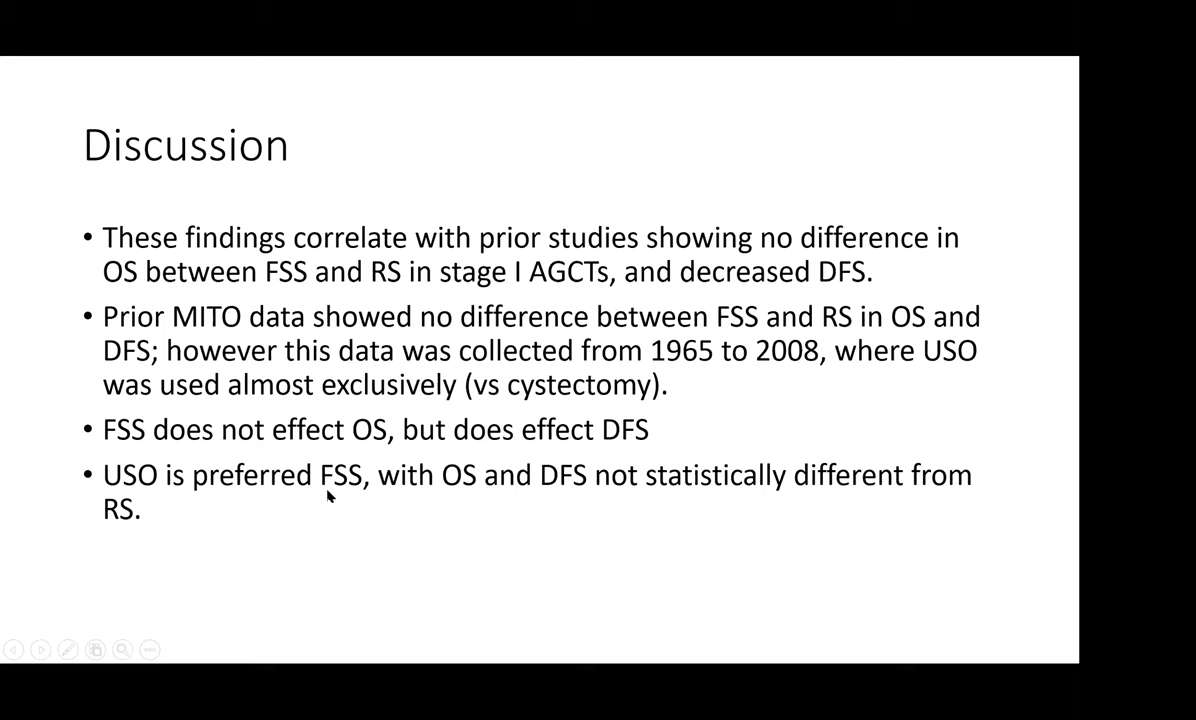 Discussion
• These findings correlate with prior studies showing no difference in
OS between FSS and RS in stage I AGCTs, and decreased DFS.
• Prior MITO data showed no difference between FSS and RS in OS and
DFS; however this data was collected from 1965 to 2008, where USO
was used almost exclusively (vs cystectomy).
• FSS does not effect OS, but does effect DFS
• USO is preferred FSS, with OS and DFS not statistically different from
RS.